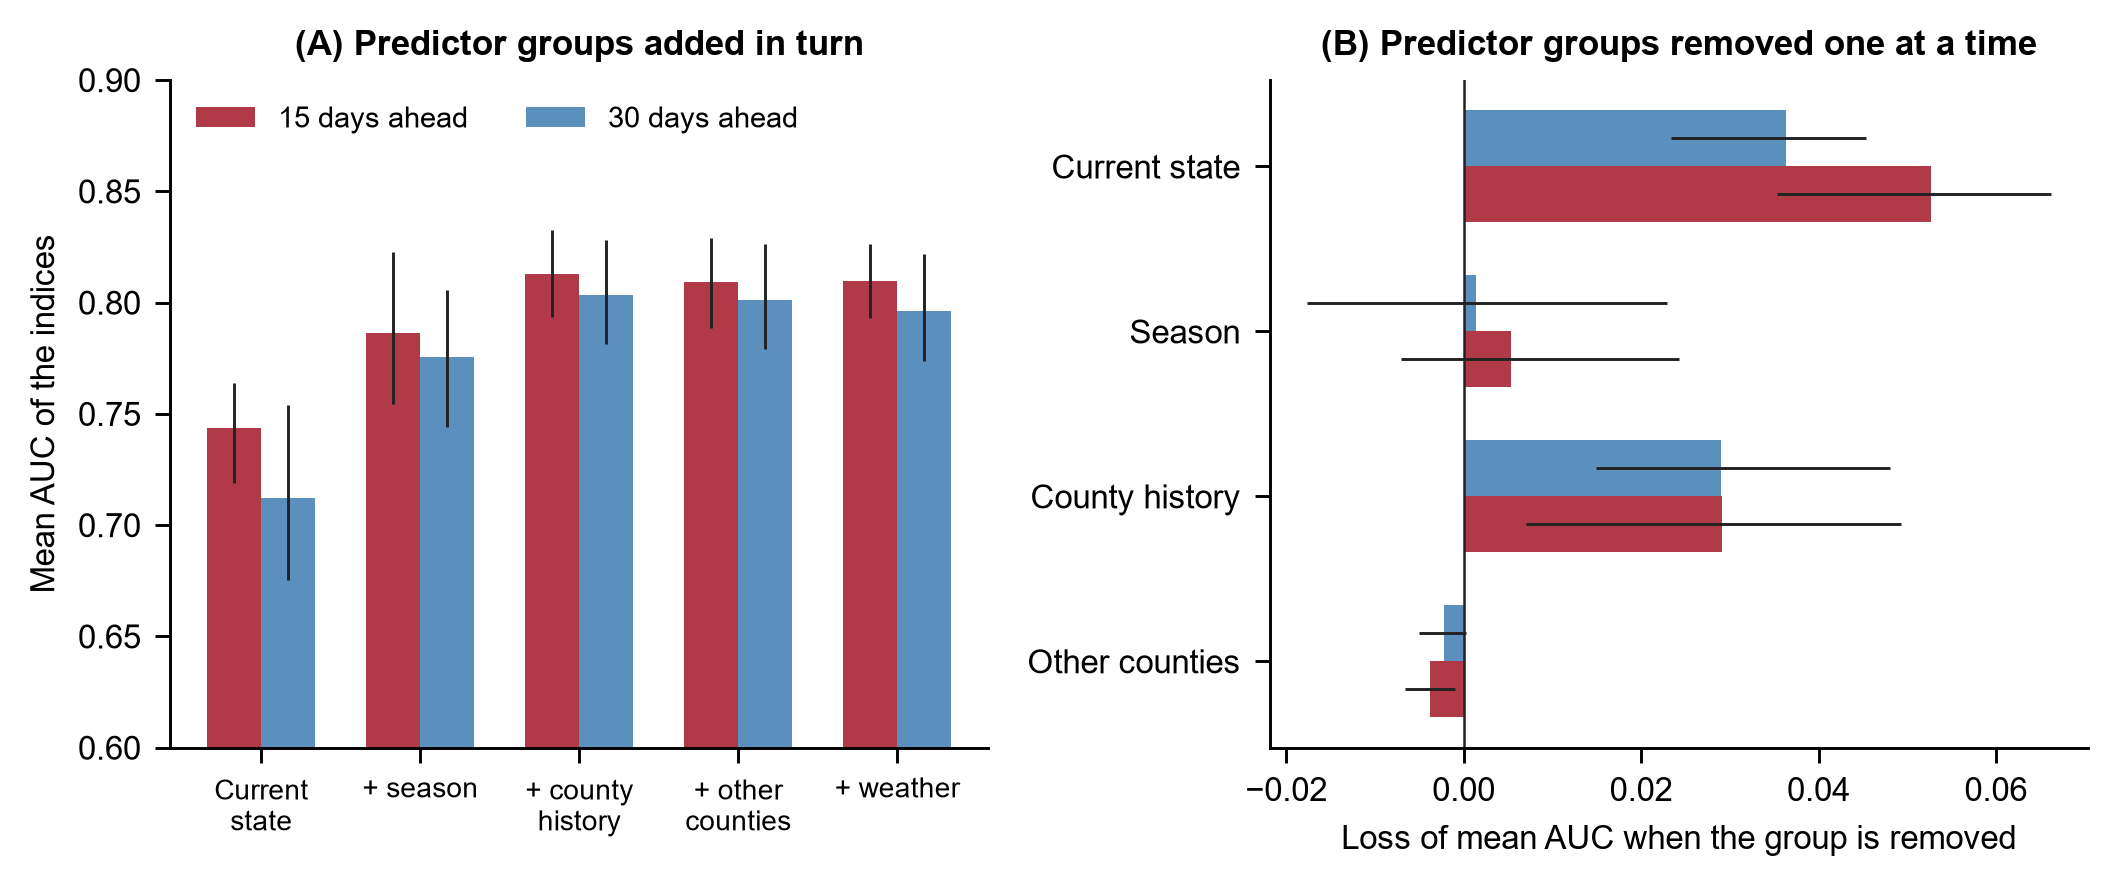 (A) Predictor groups added in turn
15 days ahead
30 days ahead
Mean AUC of the indices
0.90
0.85
0.80
0.75
0.70
0.65
0.60
Current
state
+ season
+ county
history
+ other
counties
+ weather
(B) Predictor groups removed one at a time
Current state
Season
County history
Other counties
−0.02
0.00
0.02
0.04
0.06
Loss of mean AUC when the group is removed